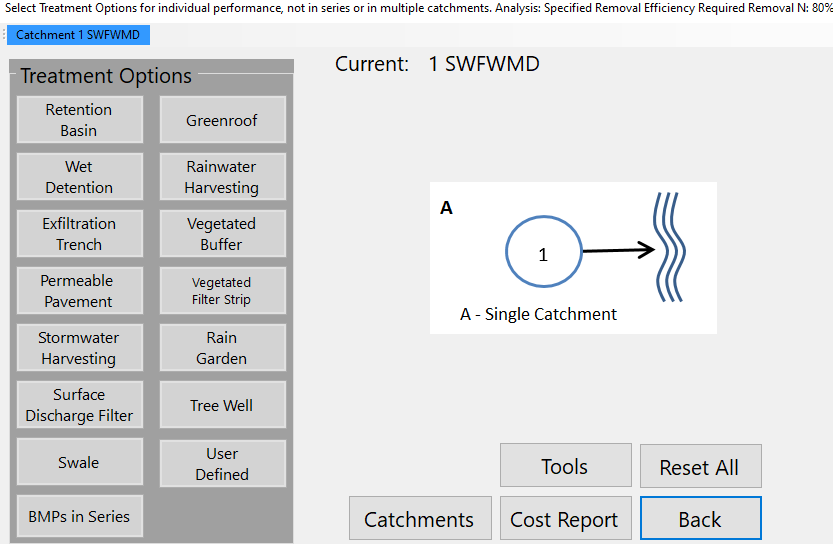 Select Treatment Options for individual performance, not in series or in multiple catchments. Analysis: Specified Removal Efficiency Required Removal N: 80%
Catchment 1 SWFWMD
Current: 1 SWFWMD
Treatment Options
Retention
Basin
Greenroof
Wet
Detention
Rainwater
Harvesting
Exfiltration
Trench
Vegetated
Buffer
Permeable
Pavement
Vegetated
Filter Strip
Stormwater
Harvesting
Rain
Garden
Surface
Discharge Filter
Tree Well
Swale
User
Defined
BMPs in Series
A
1
A - Single Catchment
Tools
Reset All
Catchments
Cost Report
Back